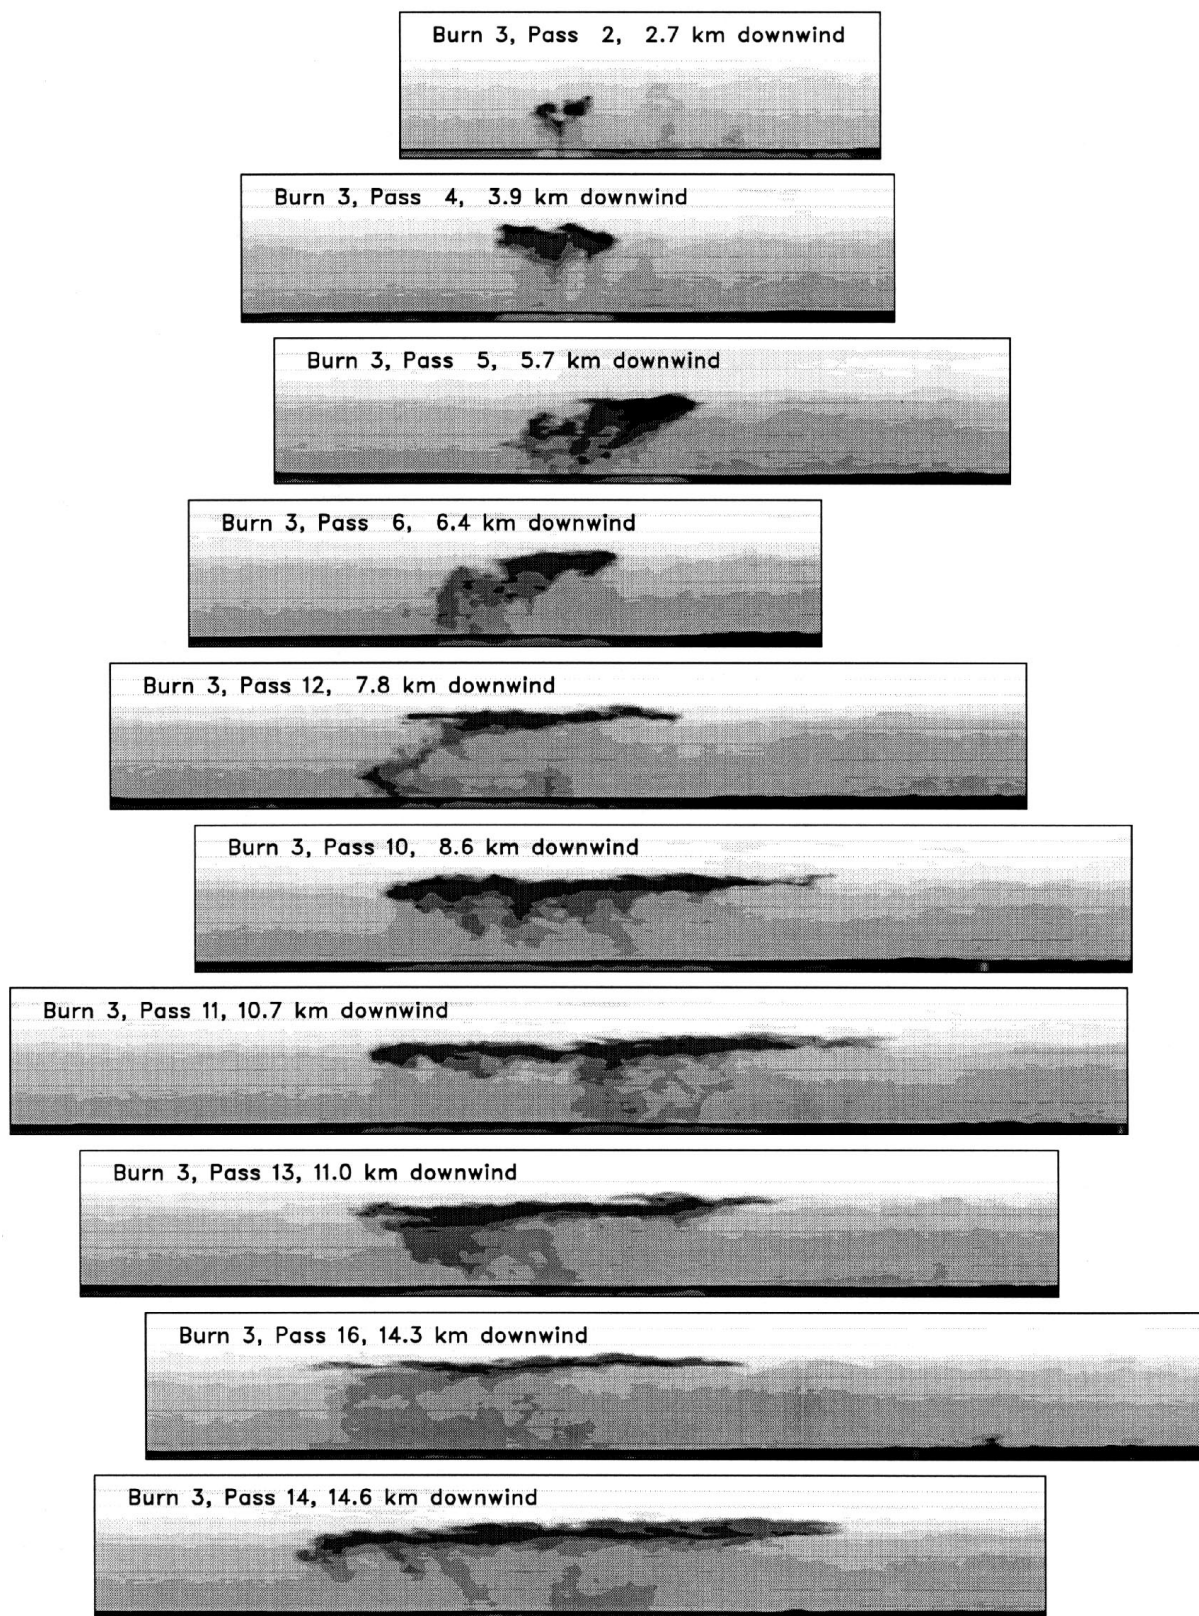 Burn 3, Pass 2, 2.7 km downwind
Burn 3, Pass 4, 3.9 km downwind
Burn 3, Pass 5, 5.7 km downwind
Burn 3, Pass 6, 6.4 km downwind
Burn 3, Pass 12, 7.8 km downwind
Burn 3, Pass 10, 8.6 km downwind
Burn 3, Pass 11, 10.7 km downwind
Burn 3, Pass 13, 11.0 km downwind
Burn 3, Pass 16, 14.3 km downwind
Burn 3, Pass 14, 14.6 km downwind